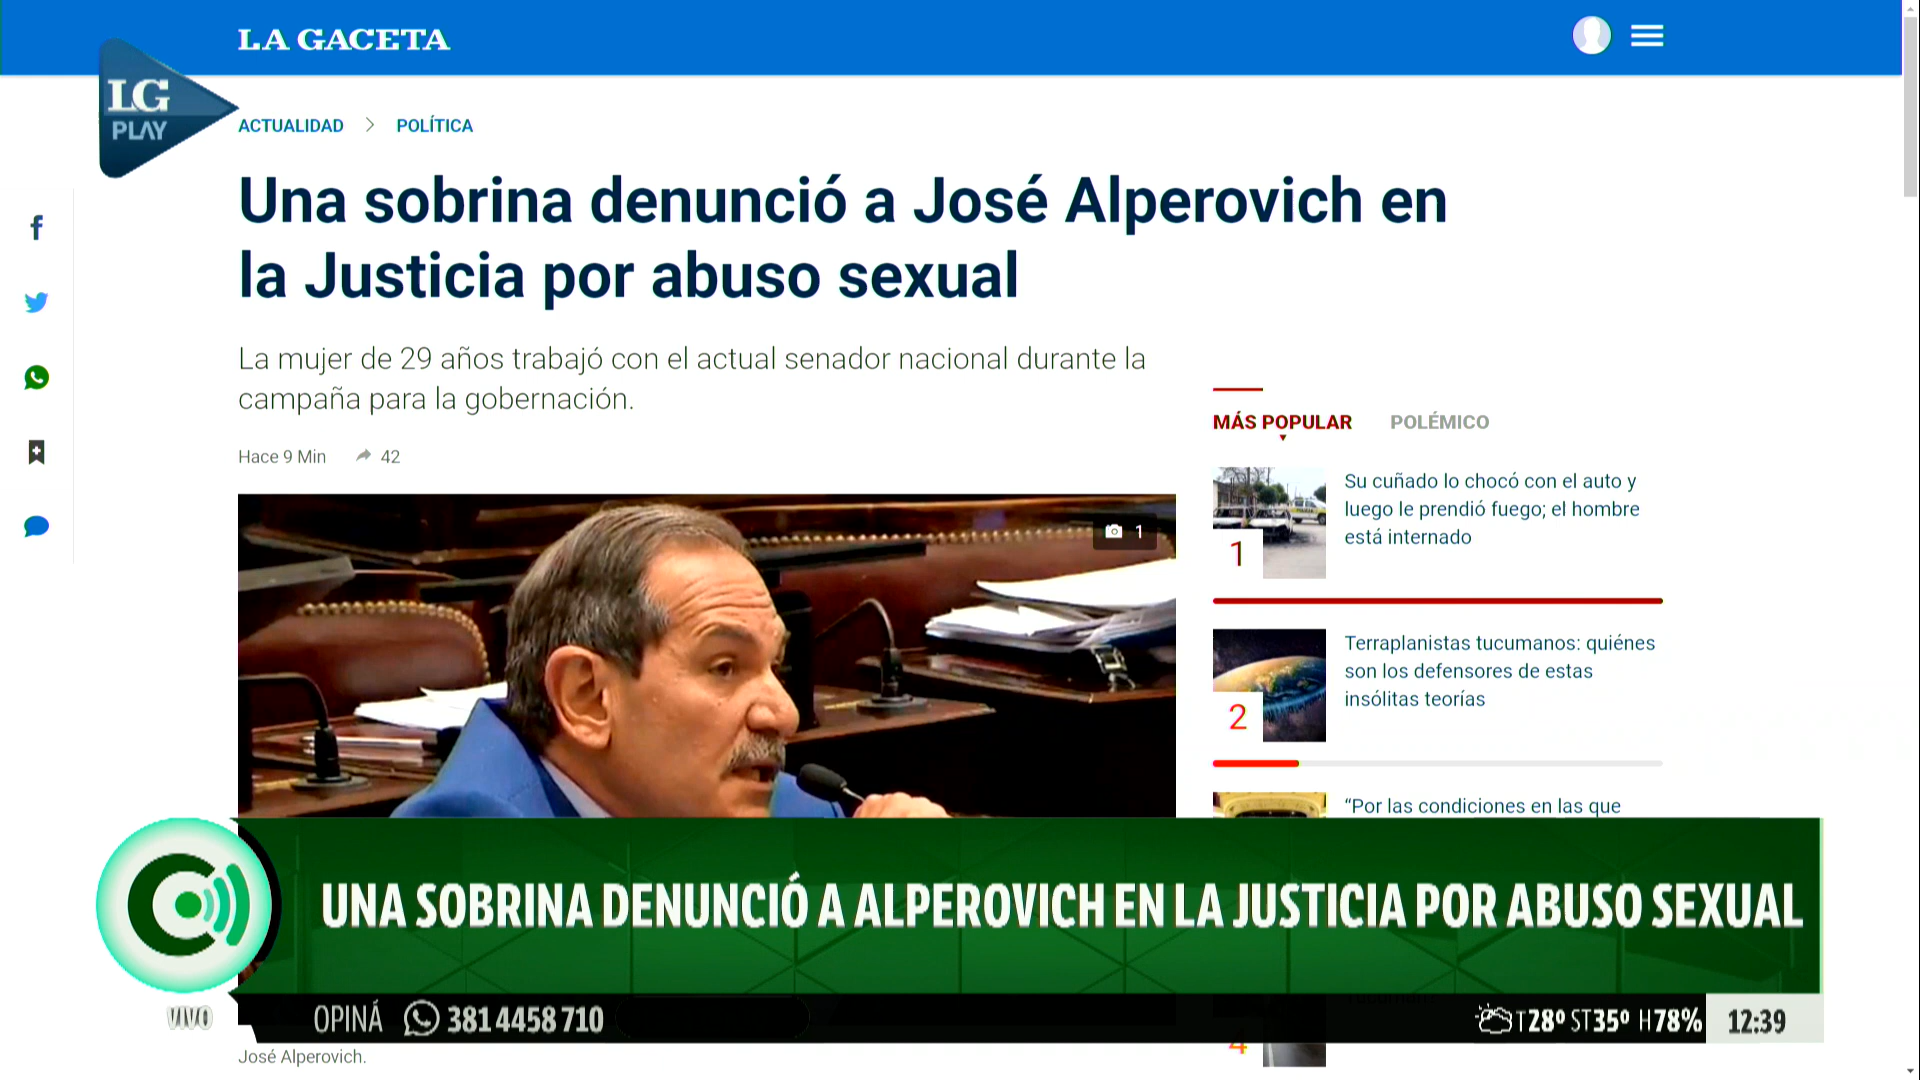 LA GACETA
LG
PLAY
ACTUALIDAD > POLÍTICA
Una sobrina denunció a José Alperovich en
la Justicia por abuso sexual
La mujer de 29 años trabajó con el actual senador nacional durante la
campaña para la gobernación.
Hace 9 Min 42
1
MÁS POPULAR POLÉMICO
1
Su cuñado lo chocó con el auto y
luego le prendió fuego; el hombre
está internado
2
Terraplanistas tucumanos: quiénes
son los defensores de estas
insólitas teorías
“Por las condiciones en las que
UNA SOBRINA DENUNCIÓ A ALPEROVICH EN LA JUSTICIA POR ABUSO SEXUAL
VIVO
OPINÁ 381 4458 710
T28º ST35º H78% 12:39
4
José Alperovich.